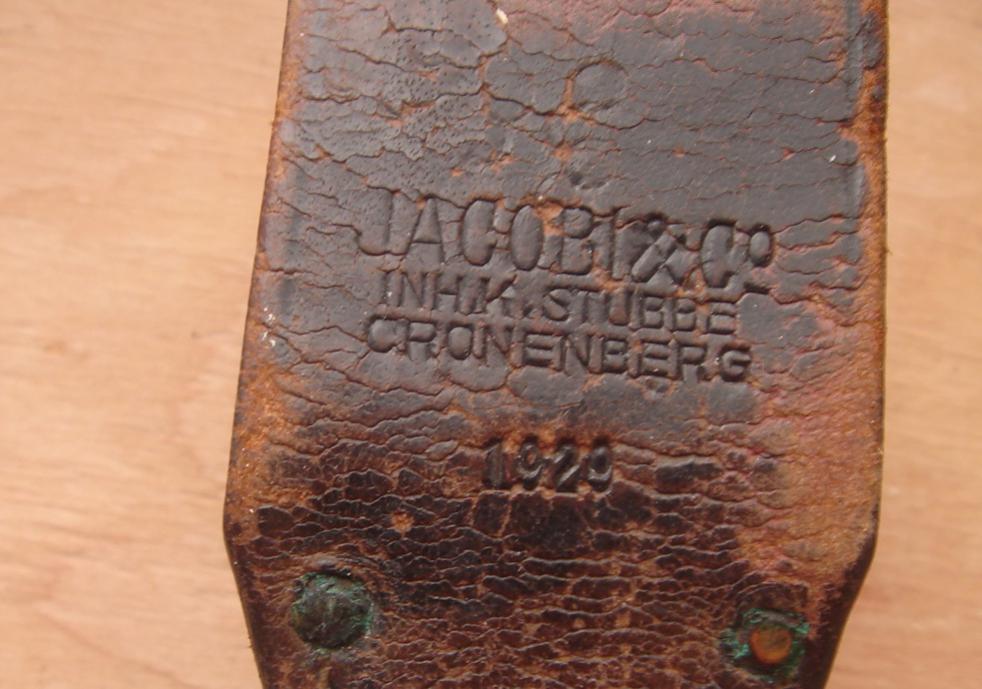 JACOBI & Cº
INH. K. STUBBE
CRONENBERG
1929